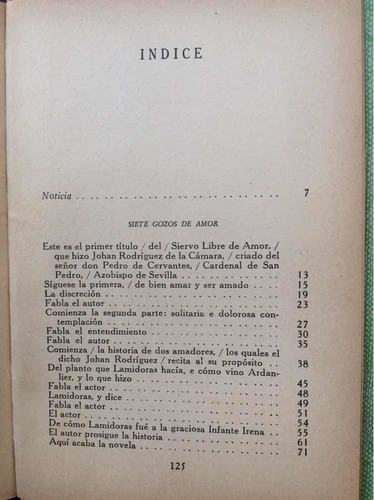 INDICE
Noticia . . . . . . . . . . . . . . . . . . . . . . . . . . . . . . 7
SIETE GOZOS DE AMOR
Este es el primer título / del / Siervo Libre de Amor, /
que hizo Johan Rodríguez de la Cámara, / criado del
señor don Pedro de Cervantes, / Cardenal de San
Pedro, / Azobispo de Sevilla . . . . . . . . . . . . . . . 13
Síguese la primera, / de bien amar y ser amado . . . . 15
La discreción . . . . . . . . . . . . . . . . . . . . . . . . 19
Fabla el autor . . . . . . . . . . . . . . . . . . . . . . . . 23
Comienza la segunda parte: solitaria e dolorosa con-
templación . . . . . . . . . . . . . . . . . . . . . . . . 27
Fabla el entendimiento . . . . . . . . . . . . . . . . . . 30
Fabla el autor . . . . . . . . . . . . . . . . . . . . . . . . 35
Comienza / la historia de dos amadores, / los quales el
dicho Johan Rodríguez / recita al su propósito . . . . 38
Del planto que Lamidoras hacía, e cómo vino Ardan-
lier, y lo que hizo . . . . . . . . . . . . . . . . . . . . 45
Fabla el actor . . . . . . . . . . . . . . . . . . . . . . . . 48
Lamidoras, y dice . . . . . . . . . . . . . . . . . . . . . 49
Fabla el actor . . . . . . . . . . . . . . . . . . . . . . . . 51
El actor . . . . . . . . . . . . . . . . . . . . . . . . . . . 54
De cómo Lamidoras fué a la graciosa Infante Irena . . 55
El autor prosigue la historia . . . . . . . . . . . . . . . 61
Aquí acaba la novela . . . . . . . . . . . . . . . . . . . 71
125